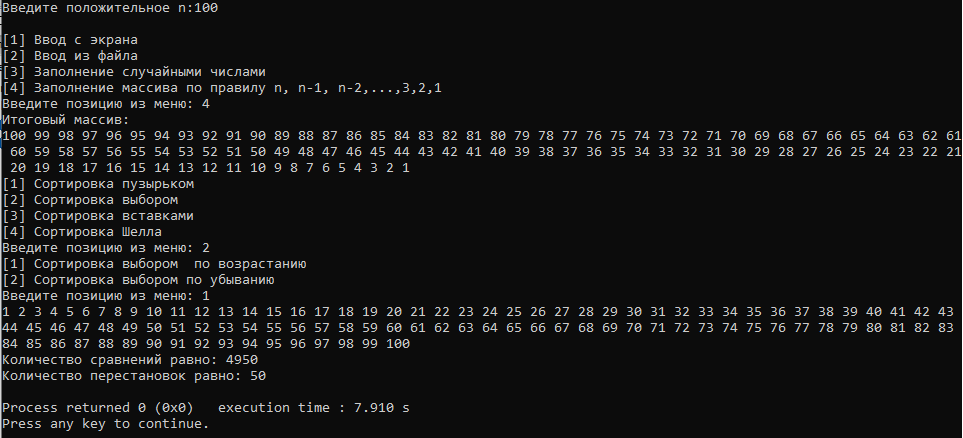 Введите положительное n:100
[1] Ввод с экрана
[2] Ввод из файла
[3] Заполнение случайными числами
[4] Заполнение массива по правилу n, n-1, n-2,...,3,2,1
Введите позицию из меню: 4
Итоговый массив:
100 99 98 97 96 95 94 93 92 91 90 89 88 87 86 85 84 83 82 81 80 79 78 77 76 75 74 73 72 71 70 69 68 67 66 65 64 63 62 61
60 59 58 57 56 55 54 53 52 51 50 49 48 47 46 45 44 43 42 41 40 39 38 37 36 35 34 33 32 31 30 29 28 27 26 25 24 23 22 21
20 19 18 17 16 15 14 13 12 11 10 9 8 7 6 5 4 3 2 1
[1] Сортировка пузырьком
[2] Сортировка выбором
[3] Сортировка вставками
[4] Сортировка Шелла
Введите позицию из меню: 2
[1] Сортировка выбором  по возрастанию
[2] Сортировка выбором по убыванию
Введите позицию из меню: 1
1 2 3 4 5 6 7 8 9 10 11 12 13 14 15 16 17 18 19 20 21 22 23 24 25 26 27 28 29 30 31 32 33 34 35 36 37 38 39 40 41 42 43
44 45 46 47 48 49 50 51 52 53 54 55 56 57 58 59 60 61 62 63 64 65 66 67 68 69 70 71 72 73 74 75 76 77 78 79 80 81 82 83
84 85 86 87 88 89 90 91 92 93 94 95 96 97 98 99 100
Количество сравнений равно: 4950
Количество перестановок равно: 50
Process returned 0 (0x0)   execution time : 7.910 s
Press any key to continue.